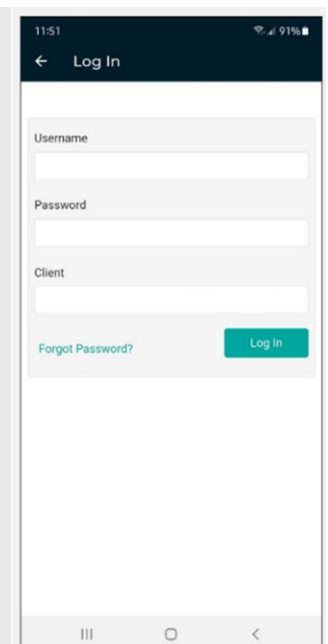 11:51 91%
Log In
Username
Password
Client
Forgot Password? Log In